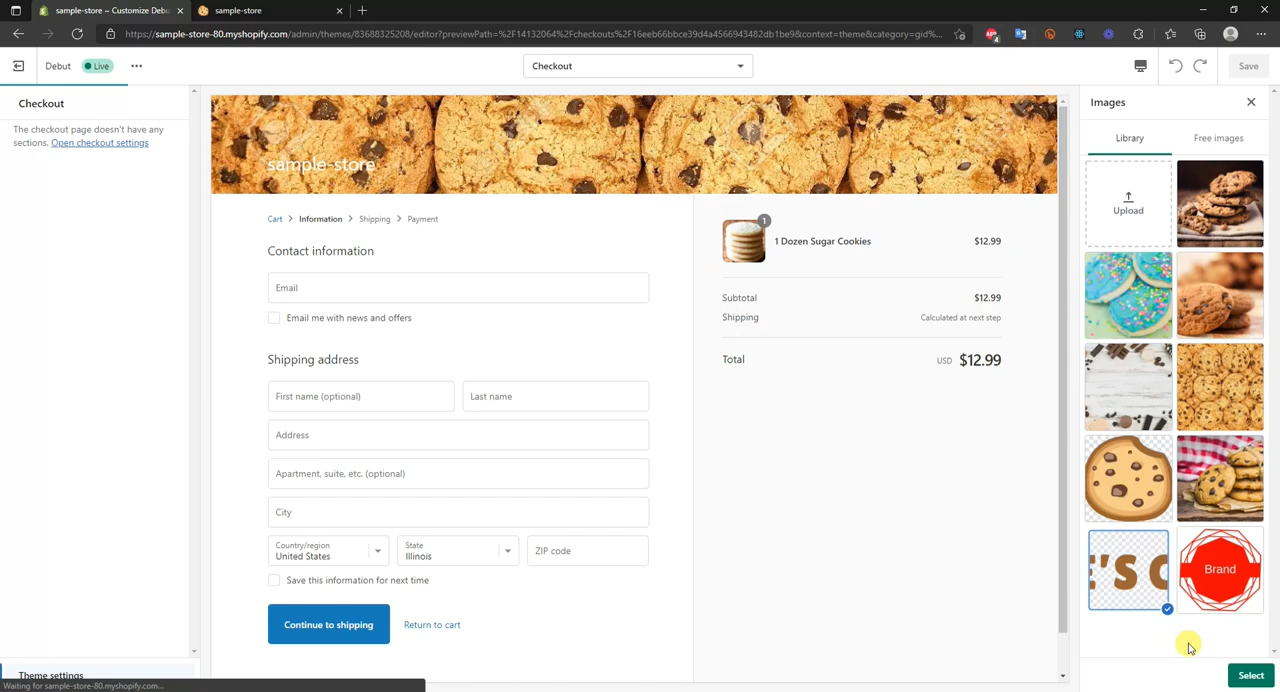 sample-store ~ Customize Debu
sample-store
https://sample-store-80.myshopify.com/admin/themes/83688325208/editor?previewPath=%2F14132064%2Fcheckouts%2F16eeb66bbce39d4a4566943482db1be9&context=theme&category=gid%...
Debut
Live
Checkout
Save
Checkout
The checkout page doesn't have any
sections. Open checkout settings
sample-store
Cart
Information
Shipping
Payment
Contact information
Email
Email me with news and offers
Shipping address
First name (optional)
Last name
Address
Apartment, suite, etc. (optional)
City
Country/region
United States
State
Illinois
ZIP code
Save this information for next time
Continue to shipping
Return to cart
1
1 Dozen Sugar Cookies
$12.99
Subtotal
$12.99
Shipping
Calculated at next step
Total
USD $12.99
Images
Library
Free images
Upload
'S
Brand
Select
Theme settings
Waiting for sample-store-80.myshopify.com...